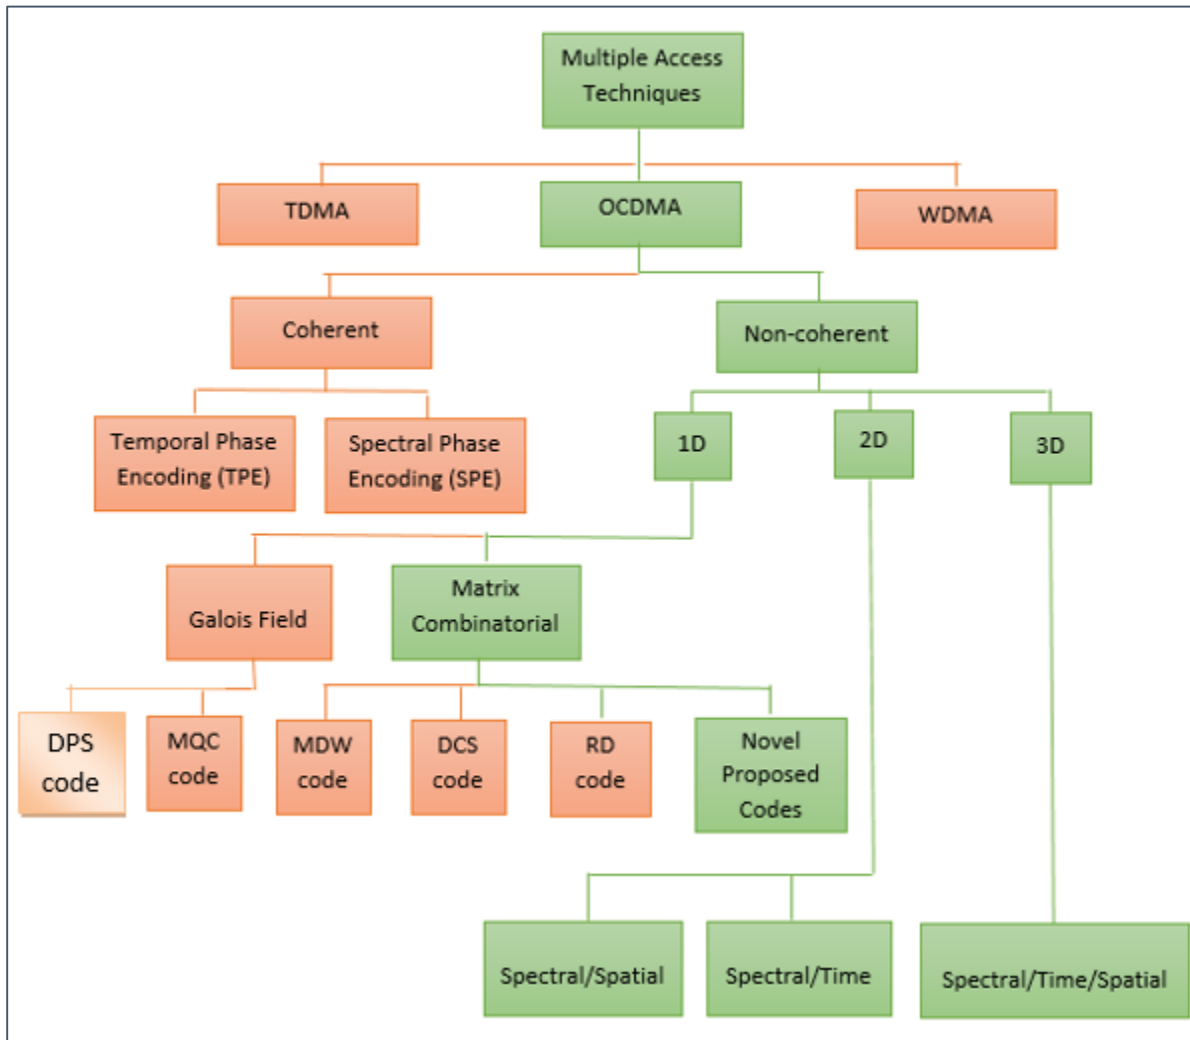 Multiple Access
Techniques
TDMA
OCDMA
WDMA
Coherent
Non-coherent
Temporal Phase
Encoding (TPE)
Spectral Phase
Encoding (SPE)
1D
2D
3D
Galois Field
Matrix
Combinatorial
DPS
code
MQC
code
MDW
code
DCS
code
RD
code
Novel
Proposed
Codes
Spectral/Spatial
Spectral/Time
Spectral/Time/Spatial